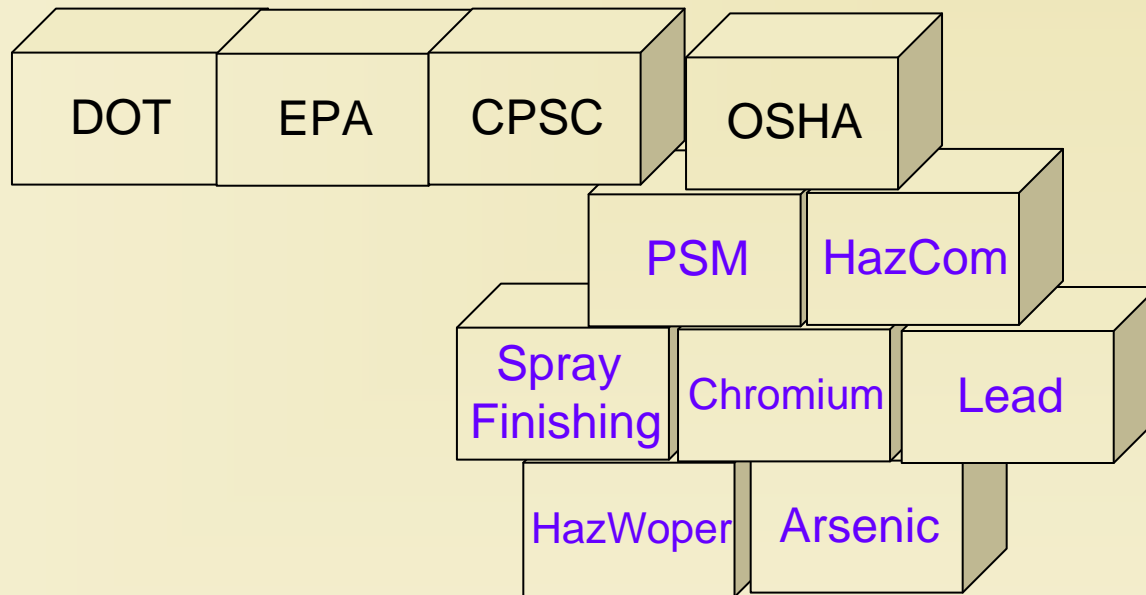 DOT
EPA
CPSC
OSHA
PSM
HazCom
Spray
Finishing
Chromium
Lead
HazWoper
Arsenic